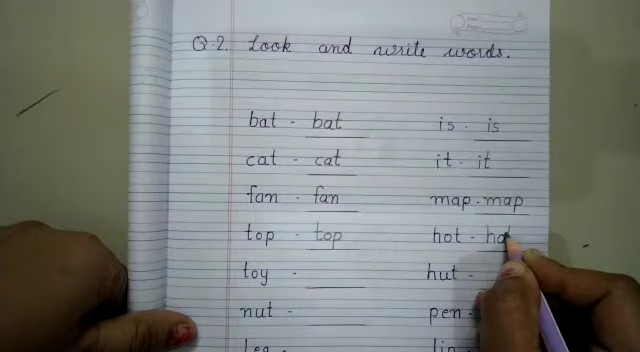 Q.2. Look and write words.
bat - bat is - is
cat - cat it - it
fan - fan map - map
top - top hot - hot
toy - hut -
nut - pen -